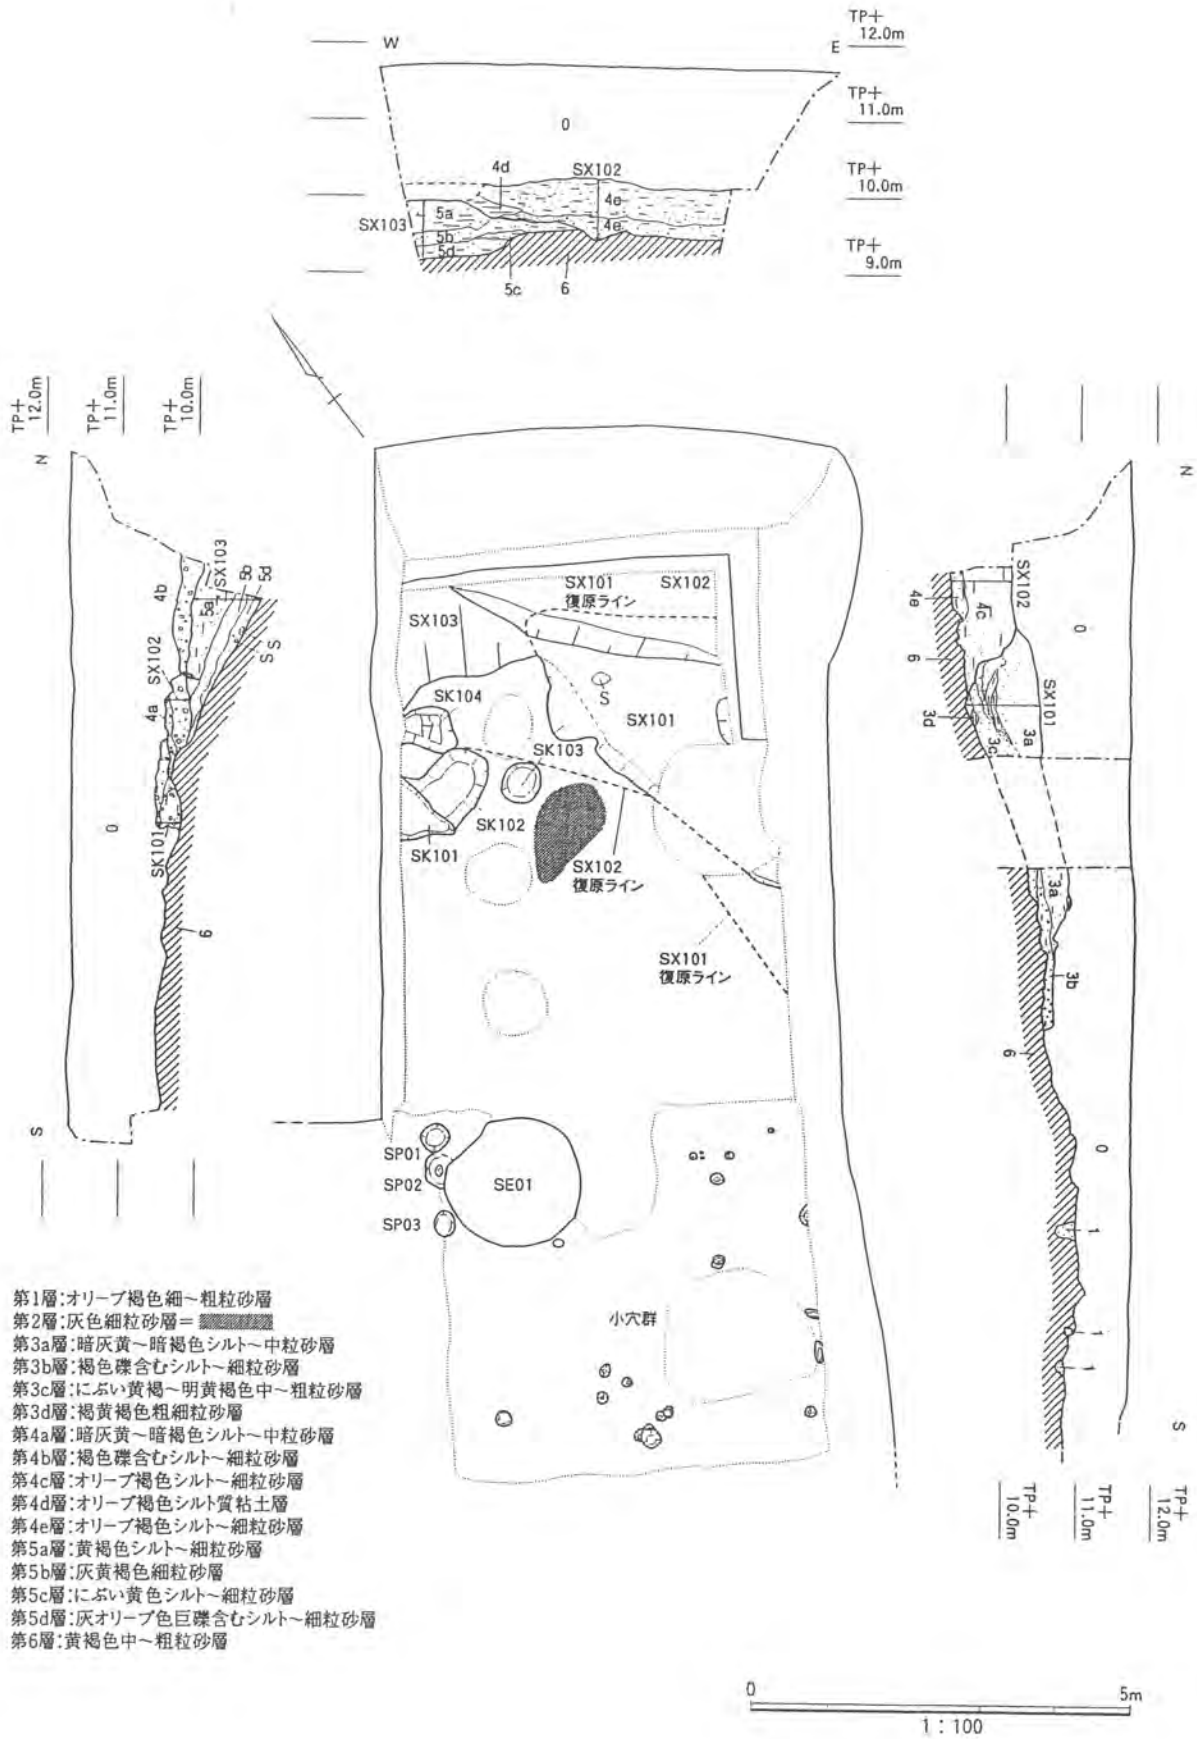 TP+
12.0m
W
E
TP+
11.0m
0
TP+
10.0m
4d
SX102
5a
4c
SX103
5b
4e
5d
TP+
9.0m
5c
6
TP+
12.0m
TP+
11.0m
TP+
10.0m
N
SX103
5b
5d
4b
5a
S
S
SX102
4a
0
SK101
6
S
SX101
復原ライン
SX102
SX103
SK104
S
SX101
SK103
SK102
SK101
SX102
復原ライン
SX101
復原ライン
SP01
SP02
SE01
SP03
小穴群
N
SX102
4e
4c
0
6
SX101
3d
3c
3a
3a
3b
6
0
1
1
1
S
TP+
10.0m
TP+
11.0m
TP+
12.0m
第1層:オリーブ褐色細～粗粒砂層
第2層:灰色細粒砂層=
第3a層:暗灰黄～暗褐色シルト～中粒砂層
第3b層:褐色礫含むシルト～細粒砂層
第3c層:にぶい黄褐～明黄褐色中～粗粒砂層
第3d層:褐黄褐色粗細粒砂層
第4a層:暗灰黄～暗褐色シルト～中粒砂層
第4b層:褐色礫含むシルト～細粒砂層
第4c層:オリーブ褐色シルト～細粒砂層
第4d層:オリーブ褐色シルト質粘土層
第4e層:オリーブ褐色シルト～細粒砂層
第5a層:黄褐色シルト～細粒砂層
第5b層:灰黄褐色細粒砂層
第5c層:にぶい黄色シルト～細粒砂層
第5d層:灰オリーブ色巨礫含むシルト～細粒砂層
第6層:黄褐色中～粗粒砂層
0
5m
1:100